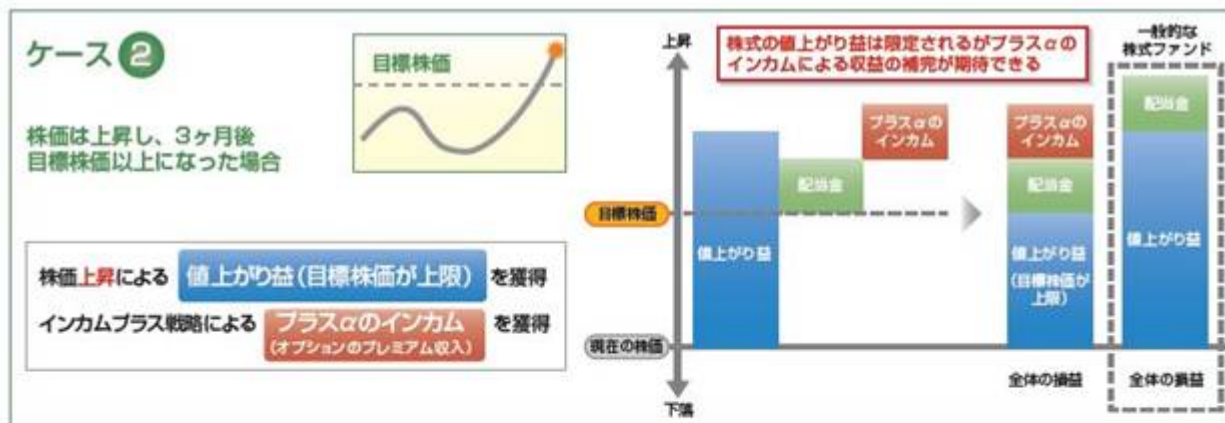 ケース 2
株価は上昇し、3ヶ月後
目標株価以上になった場合
目標株価
株価上昇による 値上がり益(目標株価が上限) を獲得
インカムプラス戦略による プラスαのインカム を獲得
(オプションのプレミアム収入)
上昇
株式の値上がり益は限定されるがプラスαの
インカムによる収益の補完が期待できる
一般的な
株式ファンド
目標株価
現在の株価
下落
値上がり益
配当金
プラスαの
インカム
プラスαの
インカム
配当金
値上がり益
(目標株価が
上限)
配当金
値上がり益
全体の損益
全体の損益